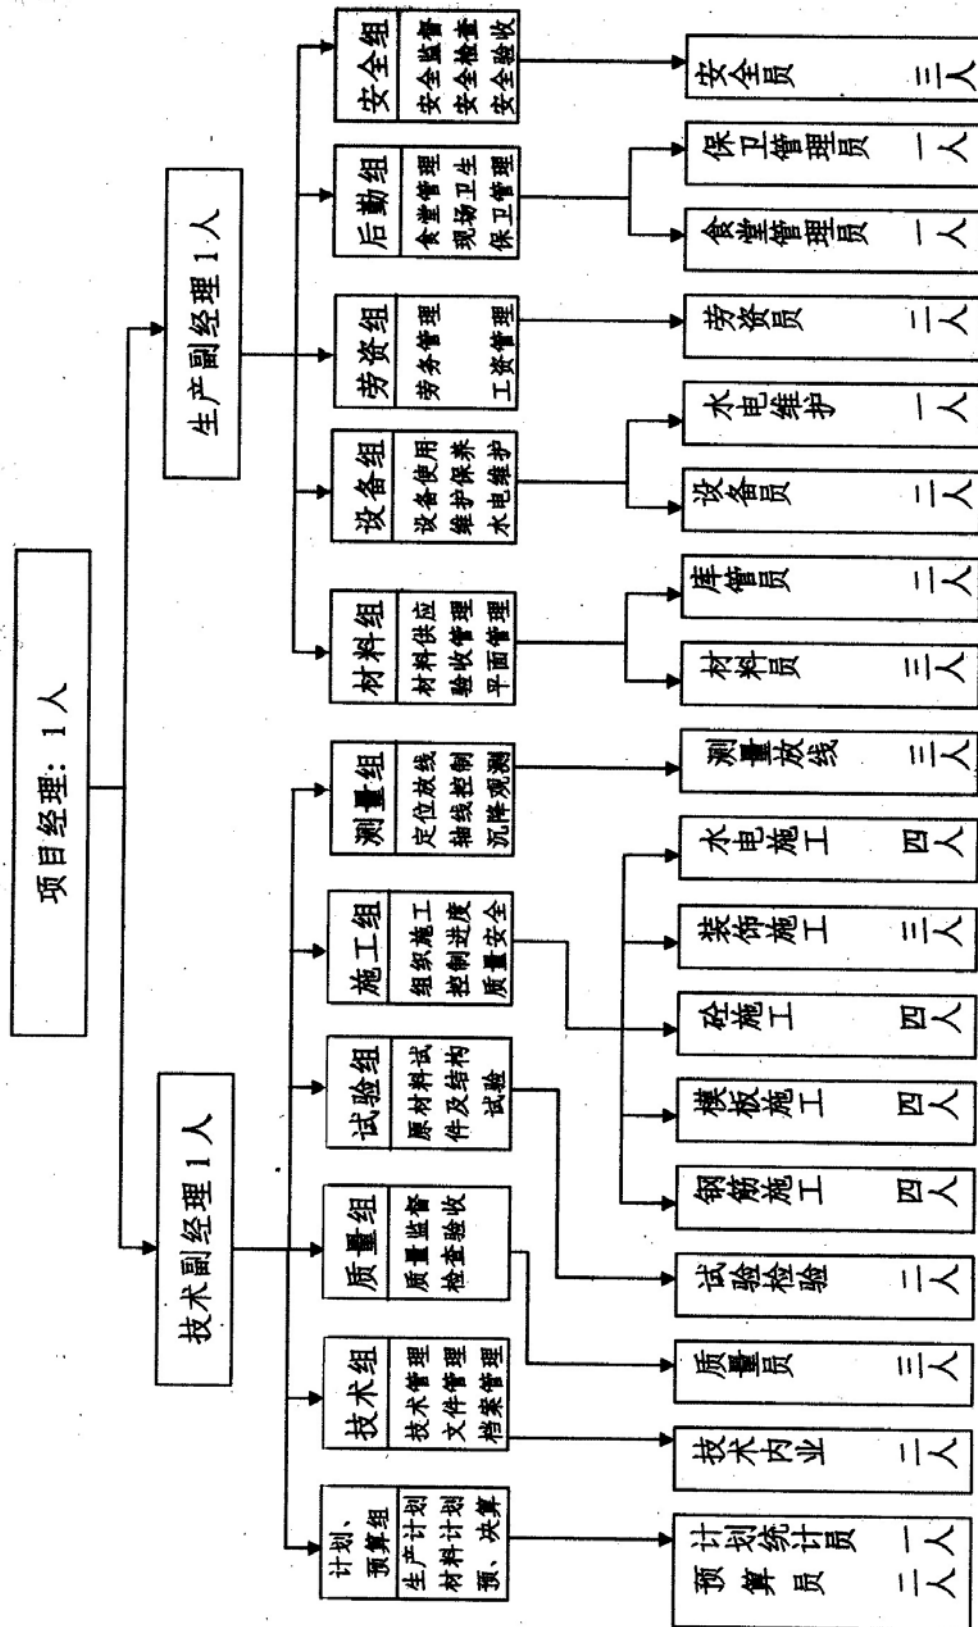 项目经理：1人
技术副经理1人
生产副经理1人
计划、
预算组
生产计划
材料计划
预、决算
技术组
技术管理
文件管理
档案管理
质量组
质量监督
检查验收
试验组
原材料试
件及结构
试验
施工组
组织施工
控制进度
质量安全
测量组
定位放线
轴线控制
沉降观测
材料组
材料供应
验收管理
平面管理
设备组
设备使用
维护保养
水电维护
劳资组
劳务管理
工资管理
后勤组
食堂管理
现场卫生
保卫管理
安全组
安全监督
安全检查
安全验收
计划统计员 一人
预算员 二人
技术内业 二人
质量员 三人
试验检验 二人
钢筋施工 四人
模板施工 四人
砼施工 四人
装饰施工 三人
水电施工 四人
测量放线 三人
材料员 三人
库管员 二人
设备员 二人
水电维护 一人
劳资员 二人
食堂管理员 一人
保卫管理员 一人
安全员 三人